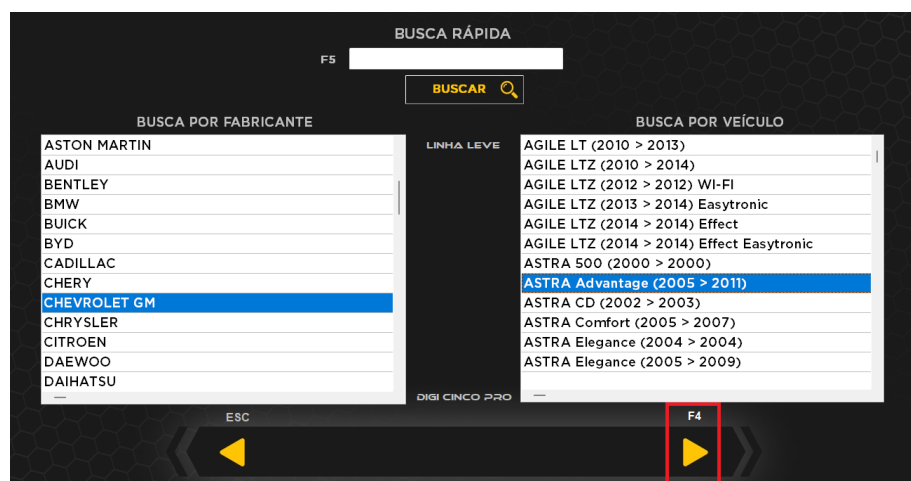 BUSCA RÁPIDA
F5
BUSCAR
BUSCA POR FABRICANTE
ASTON MARTIN
AUDI
BENTLEY
BMW
BUICK
BYD
CADILLAC
CHERY
CHEVROLET GM
CHRYSLER
CITROEN
DAEWOO
DAIHATSU
LINHA LEVE
DIGI CINCO PRO
BUSCA POR VEÍCULO
AGILE LT (2010 > 2013)
AGILE LTZ (2010 > 2014)
AGILE LTZ (2012 > 2012) WI-FI
AGILE LTZ (2013 > 2014) Easytronic
AGILE LTZ (2014 > 2014) Effect
AGILE LTZ (2014 > 2014) Effect Easytronic
ASTRA 500 (2000 > 2000)
ASTRA Advantage (2005 > 2011)
ASTRA CD (2002 > 2003)
ASTRA Comfort (2005 > 2007)
ASTRA Elegance (2004 > 2004)
ASTRA Elegance (2005 > 2009)
ESC
F4